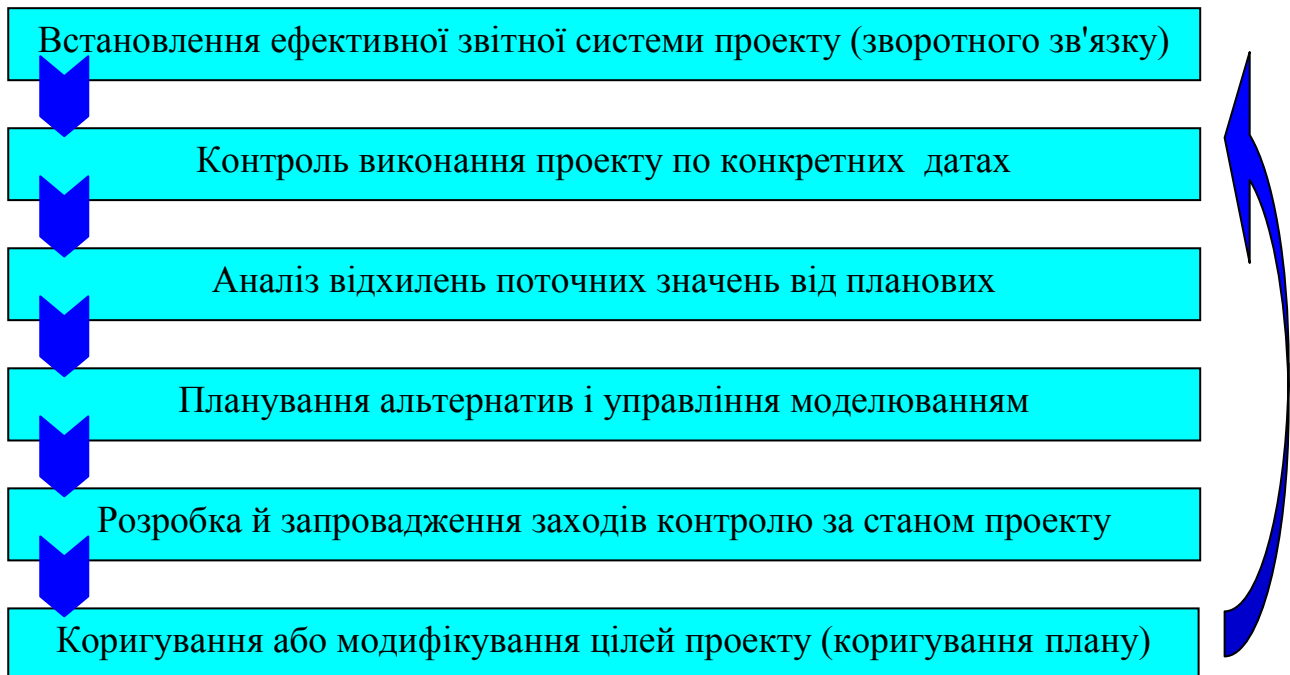 Встановлення ефективної звітної системи проекту (зворотного зв'язку)
Контроль виконання проекту по конкретних датах
Аналіз відхилень поточних значень від планових
Планування альтернатив і управління моделюванням
Розробка й запровадження заходів контролю за станом проекту
Коригування або модифікування цілей проекту (коригування плану)